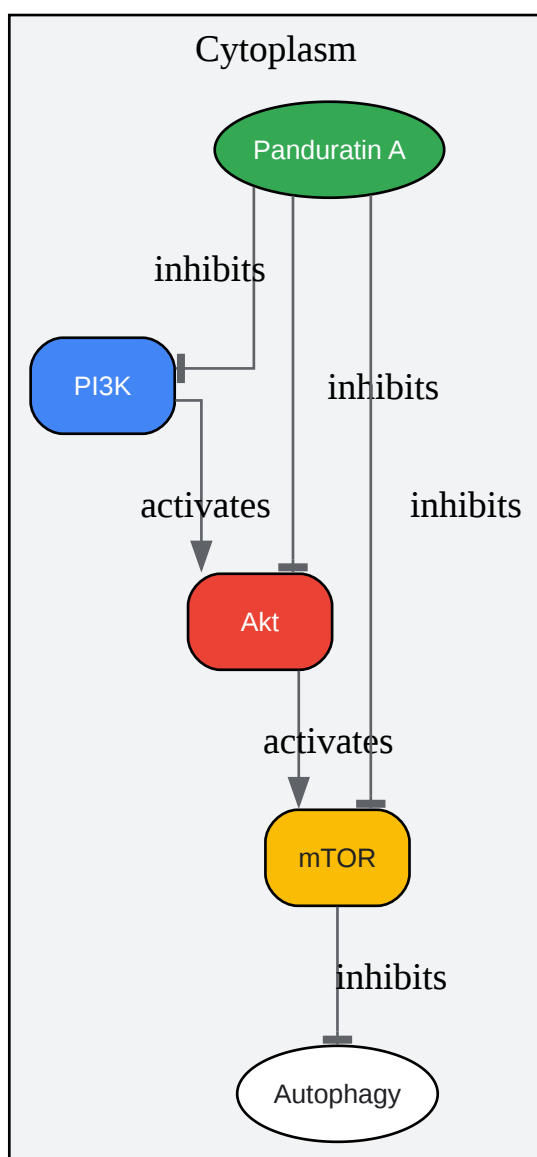 Cytoplasm
Panduratin A
inhibits
PI3K
inhibits
activates
inhibits
Akt
activates
mTOR
inhibits
Autophagy